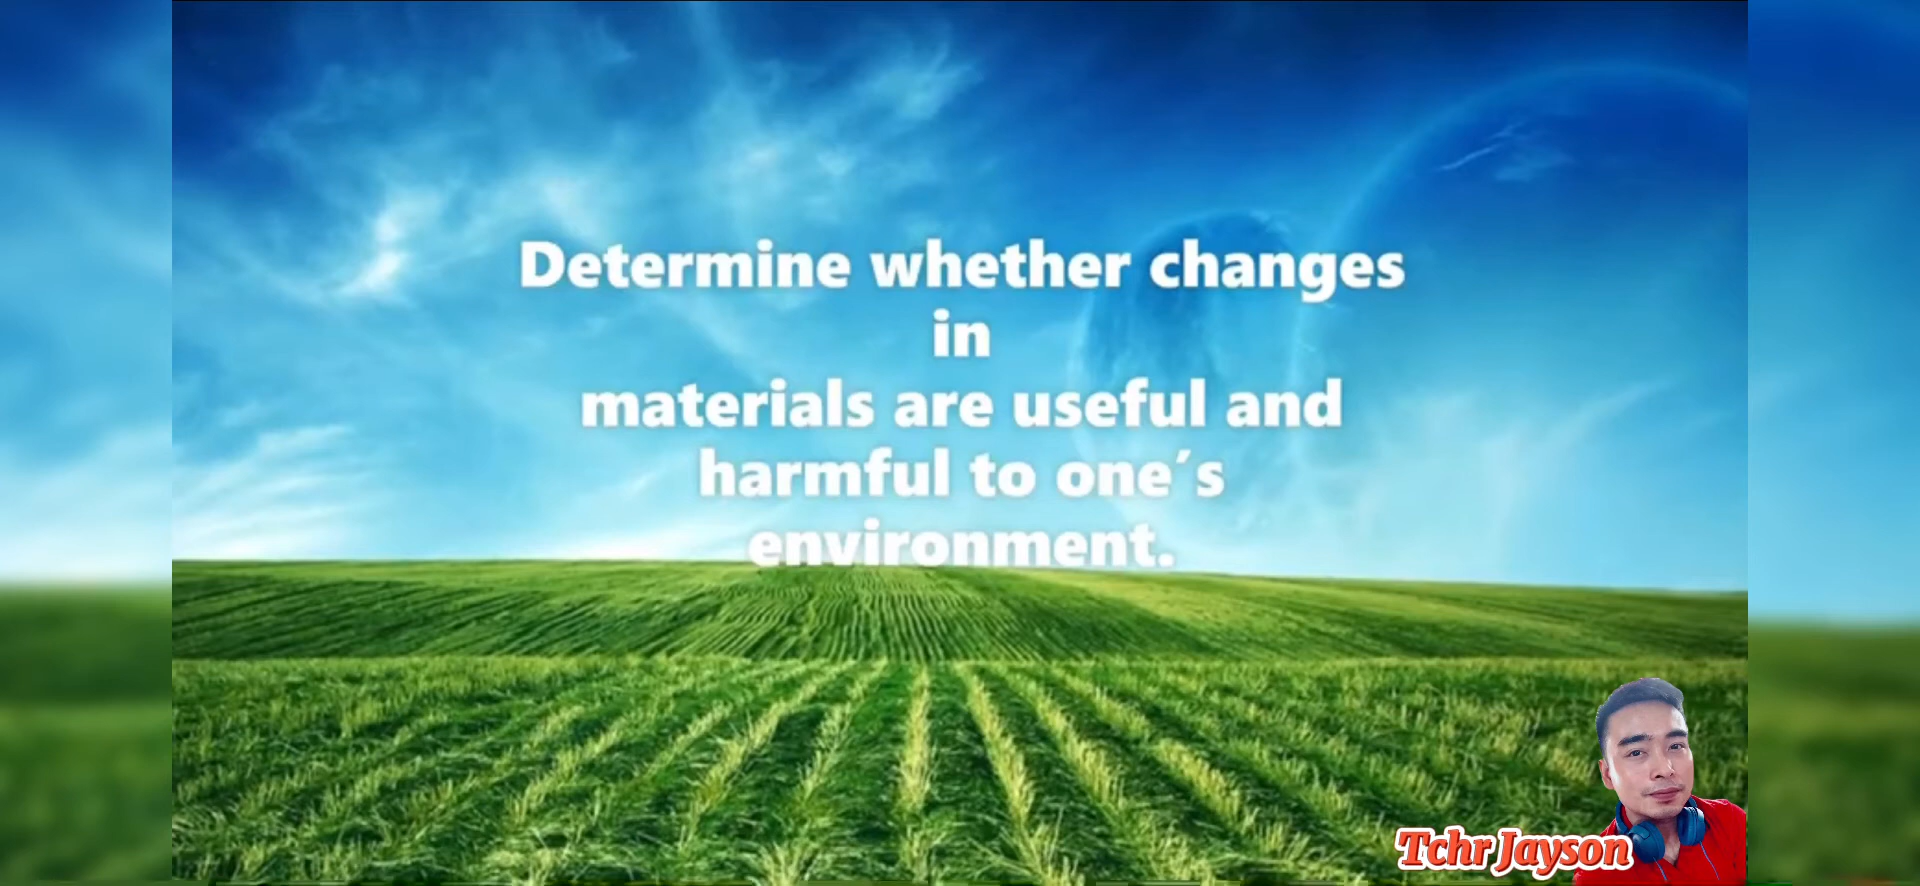 Determine whether changes
in
materials are useful and
harmful to one´s
environment.
Tchr Jayson